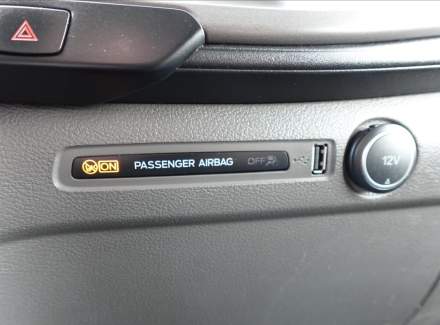 ON PASSENGER AIRBAG OFF
12V